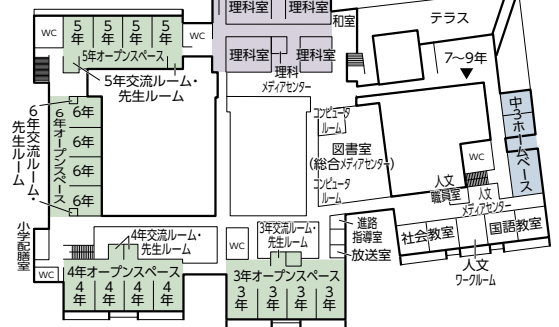 理科室
理科室
和室
テラス
WC
5年
5年
5年
5年
WC
5年オープンスペース
理科室
理科室
理科
メディアセンター
7〜9年
5年交流ルーム・
先生ルーム
6年交流ルーム・
先生ルーム
6年オープンスペース
6年
6年
6年
6年
コンピュータ
ルーム
図書室
(総合メディアセンター)
コンピュータ
ルーム
中3ホームベース
WC
人文
職員室
人文
メディアセンター
小学配膳室
4年交流ルーム・
先生ルーム
WC
3年交流ルーム・
先生ルーム
進路
指導室
放送室
社会教室
国語教室
人文
ワークルーム
WC
4年オープンスペース
4年
4年
4年
4年
3年オープンスペース
3年
3年
3年
3年